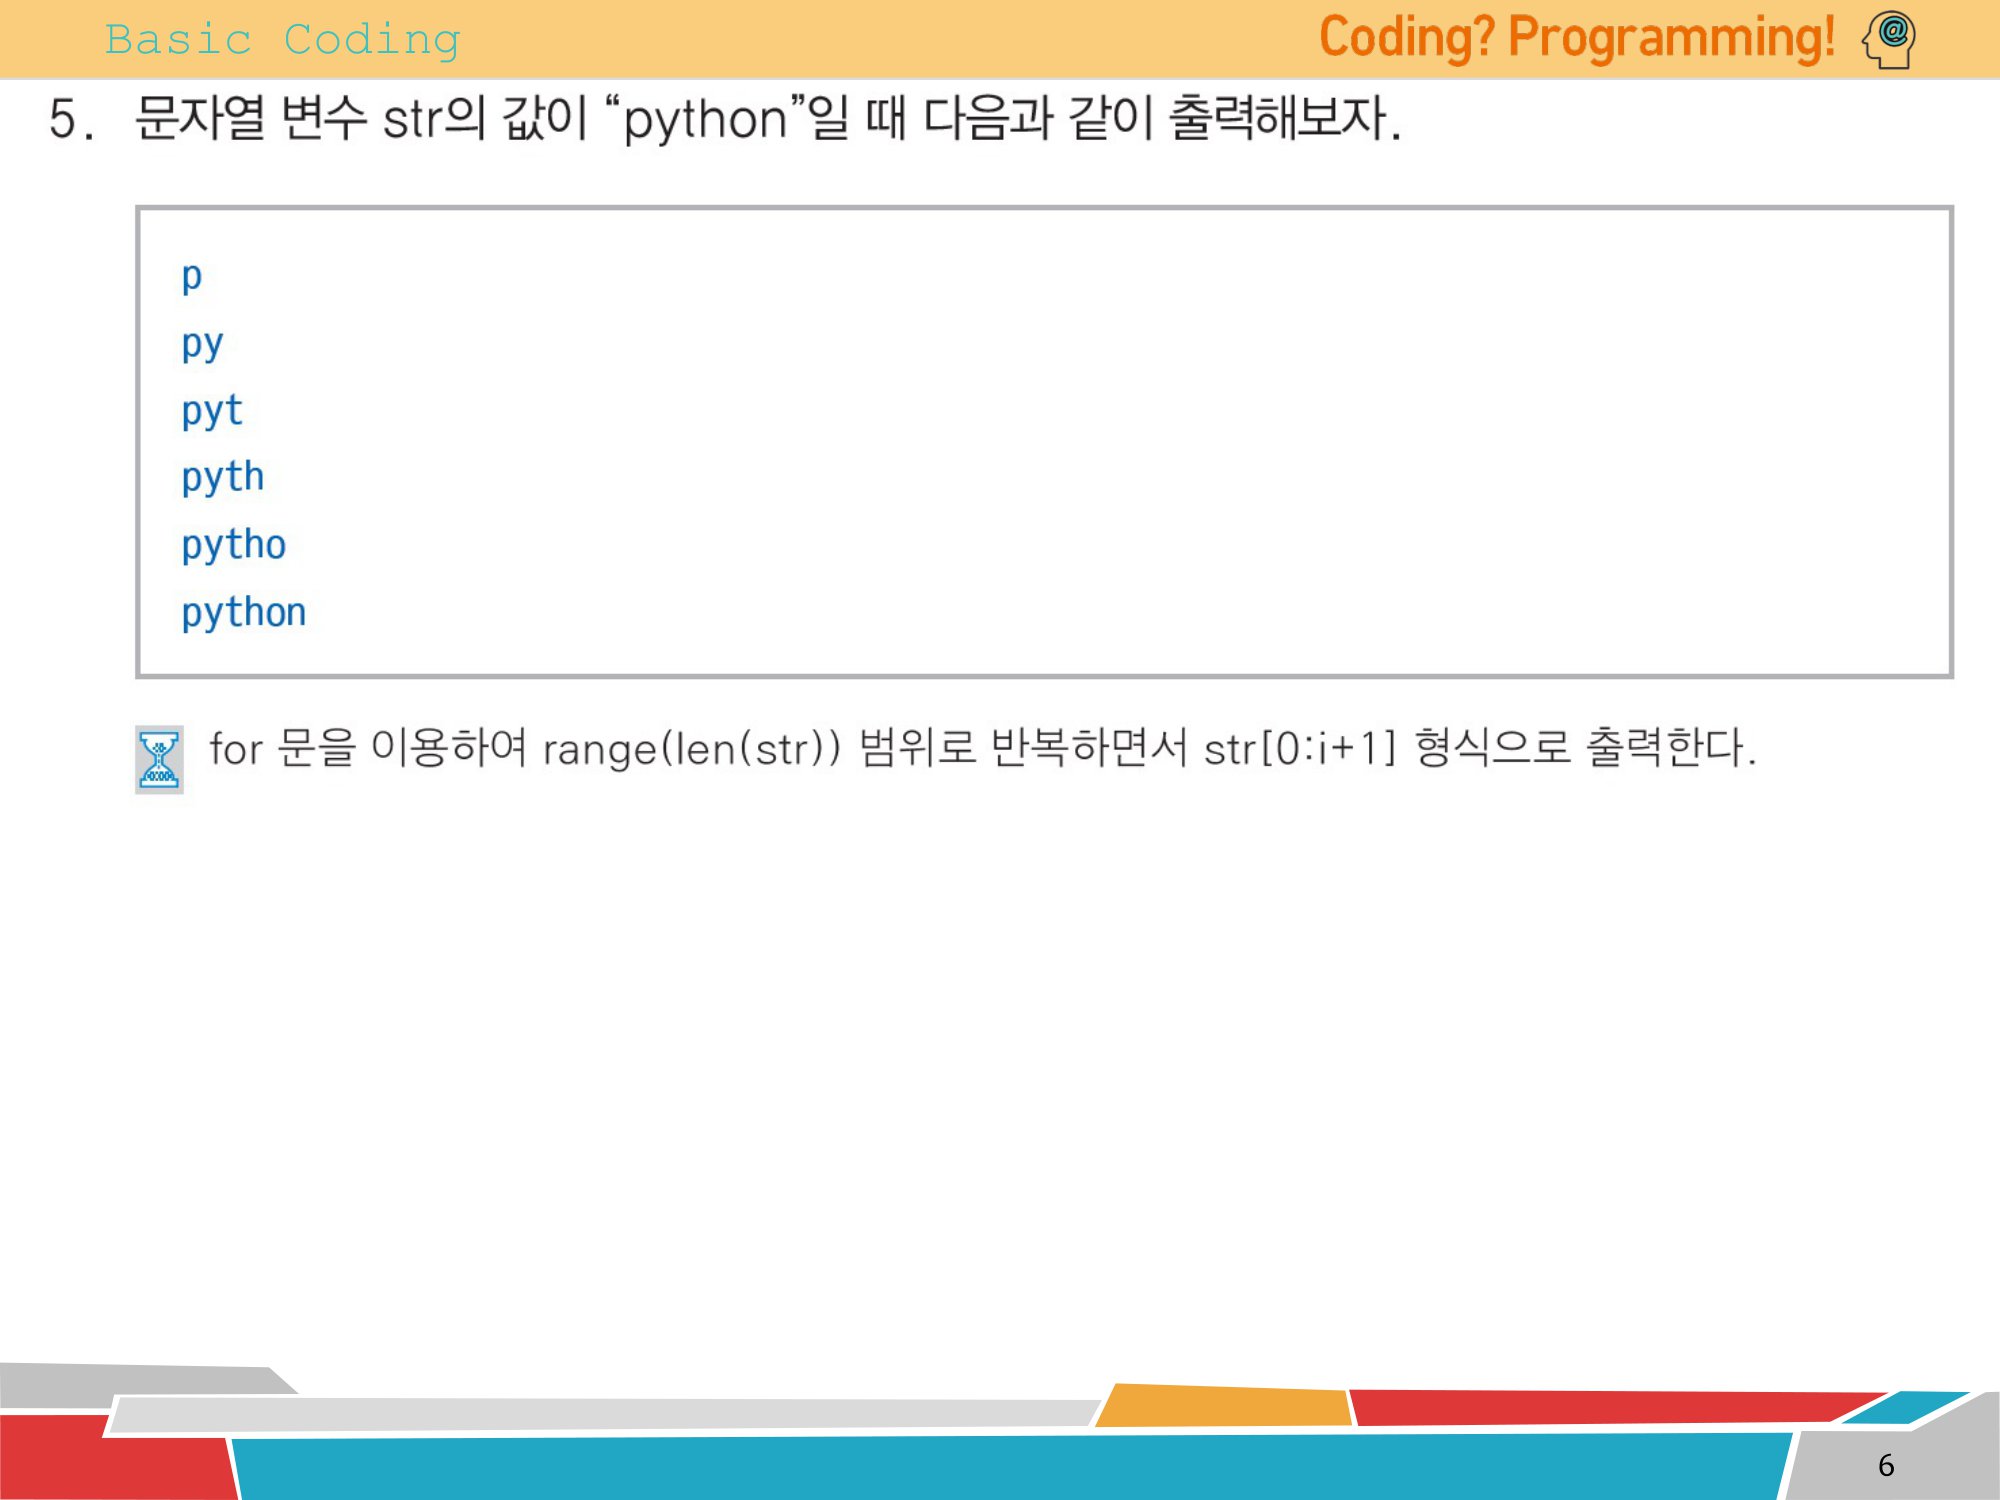 Basic Coding
Coding? Programming!
5. 문자열 변수 str의 값이 “python”일 때 다음과 같이 출력해보자.
p
py
pyt
pyth
pytho
python
for 문을 이용하여 range(len(str)) 범위로 반복하면서 str[0:i+1] 형식으로 출력한다.
6